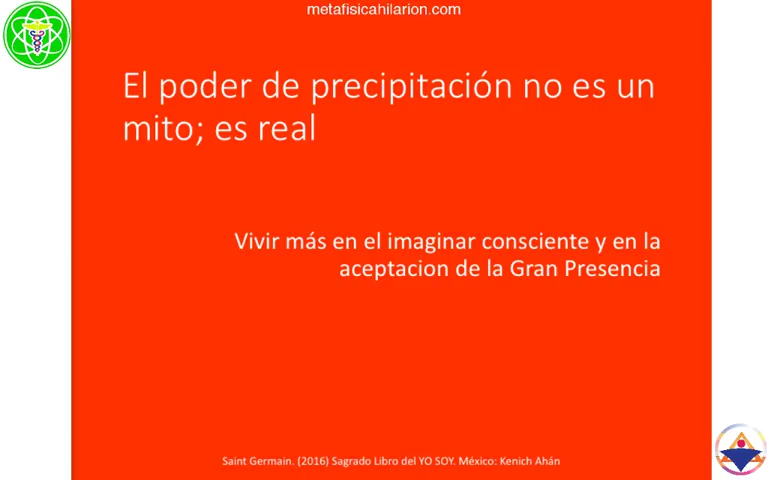 metafisicahilarion.com
El poder de precipitación no es un
mito; es real
Vivir más en el imaginar consciente y en la
aceptacion de la Gran Presencia
Saint Germain. (2016) Sagrado Libro del YO SOY. México: Kenich Ahán